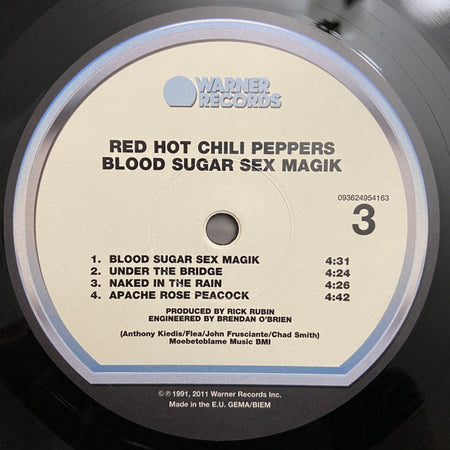 WARNER
RECORDS
RED HOT CHILI PEPPERS
BLOOD SUGAR SEX MAGIK
093624954163
3
1. BLOOD SUGAR SEX MAGIK 4:31
2. UNDER THE BRIDGE 4:24
3. NAKED IN THE RAIN 4:26
4. APACHE ROSE PEACOCK 4:42
PRODUCED BY RICK RUBIN
ENGINEERED BY BRENDAN O'BRIEN
(Anthony Kiedis/Flea/John Frusciante/Chad Smith)
Moebetoblame Music BMI
©℗ 1991, 2011 Warner Records Inc.
Made in the E.U. GEMA/BIEM